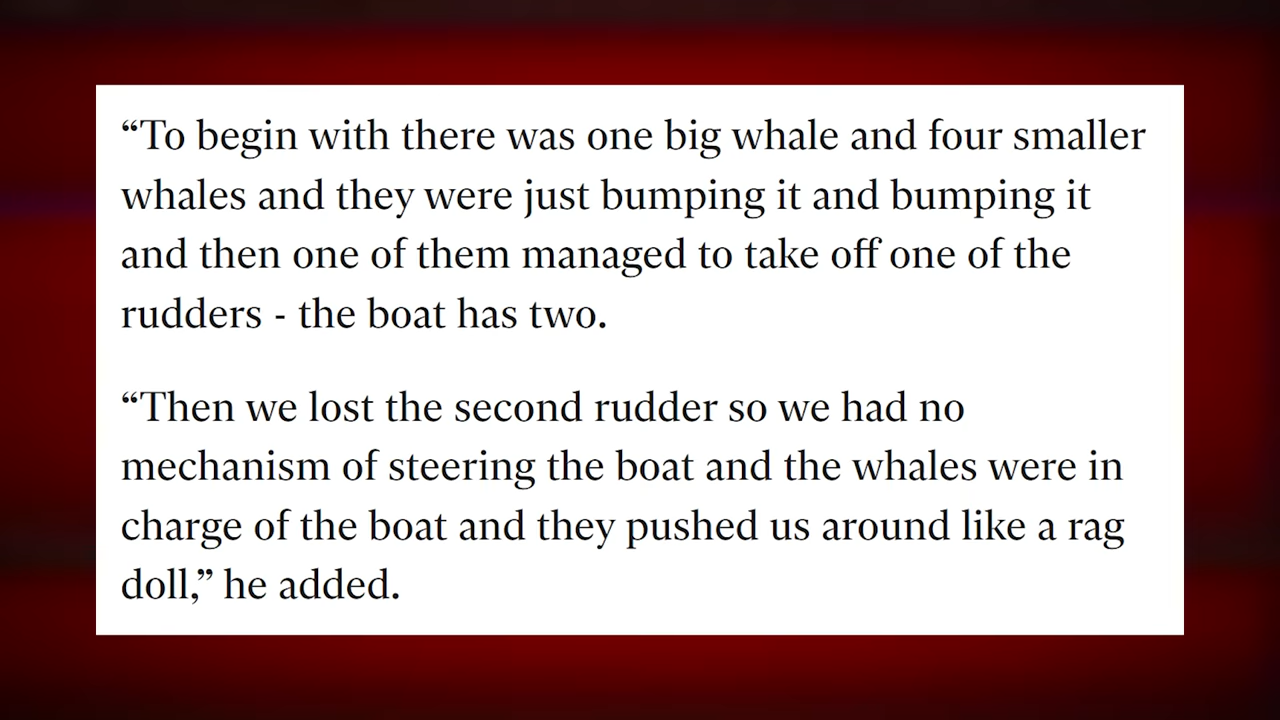 “To begin with there was one big whale and four smaller
whales and they were just bumping it and bumping it
and then one of them managed to take off one of the
rudders - the boat has two.
“Then we lost the second rudder so we had no
mechanism of steering the boat and the whales were in
charge of the boat and they pushed us around like a rag
doll,” he added.